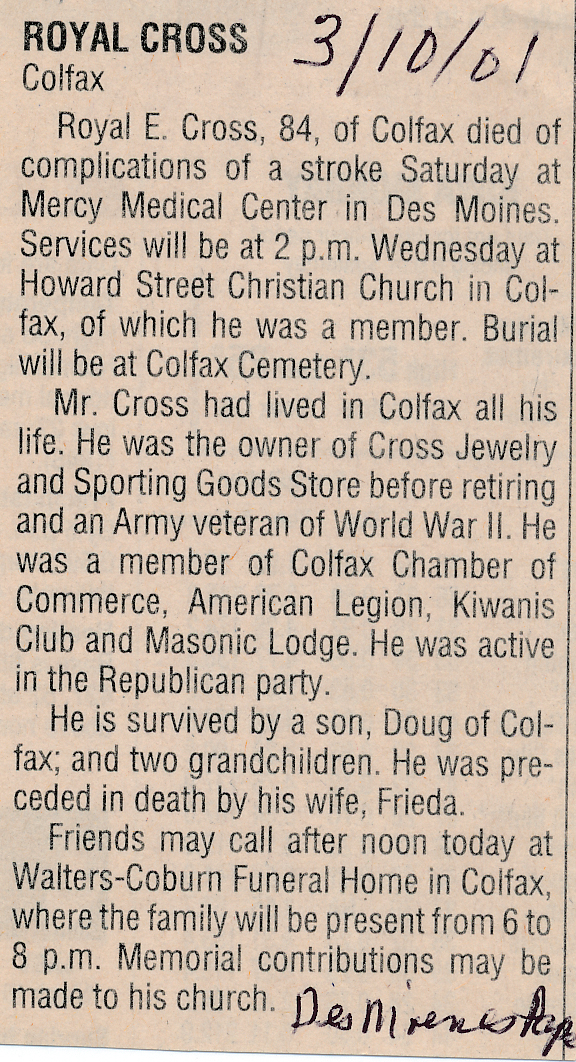 ROYAL CROSS 3/10/01
Colfax
Royal E. Cross, 84, of Colfax died of
complications of a stroke Saturday at
Mercy Medical Center in Des Moines.
Services will be at 2 p.m. Wednesday at
Howard Street Christian Church in Col-
fax, of which he was a member. Burial
will be at Colfax Cemetery.
Mr. Cross had lived in Colfax all his
life. He was the owner of Cross Jewelry
and Sporting Goods Store before retiring
and an Army veteran of World War II. He
was a member of Colfax Chamber of
Commerce, American Legion, Kiwanis
Club and Masonic Lodge. He was active
in the Republican party.
He is survived by a son, Doug of Col-
fax; and two grandchildren. He was pre-
ceded in death by his wife, Frieda.
Friends may call after noon today at
Walters-Coburn Funeral Home in Colfax,
where the family will be present from 6 to
8 p.m. Memorial contributions may be
made to his church. Des